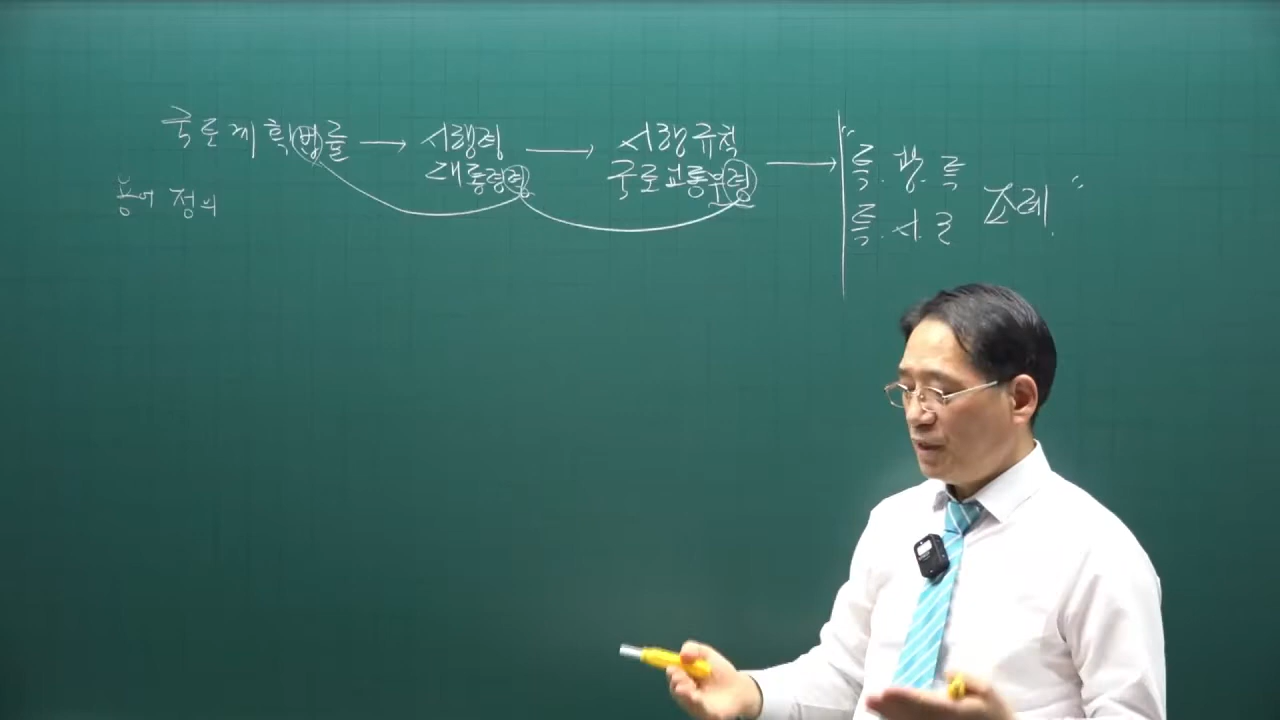 국토계획법률 → 시행령 → 시행규칙 → "특.광.특
대통령령 국토교통부령 특.시.군 조례"
용어 정의